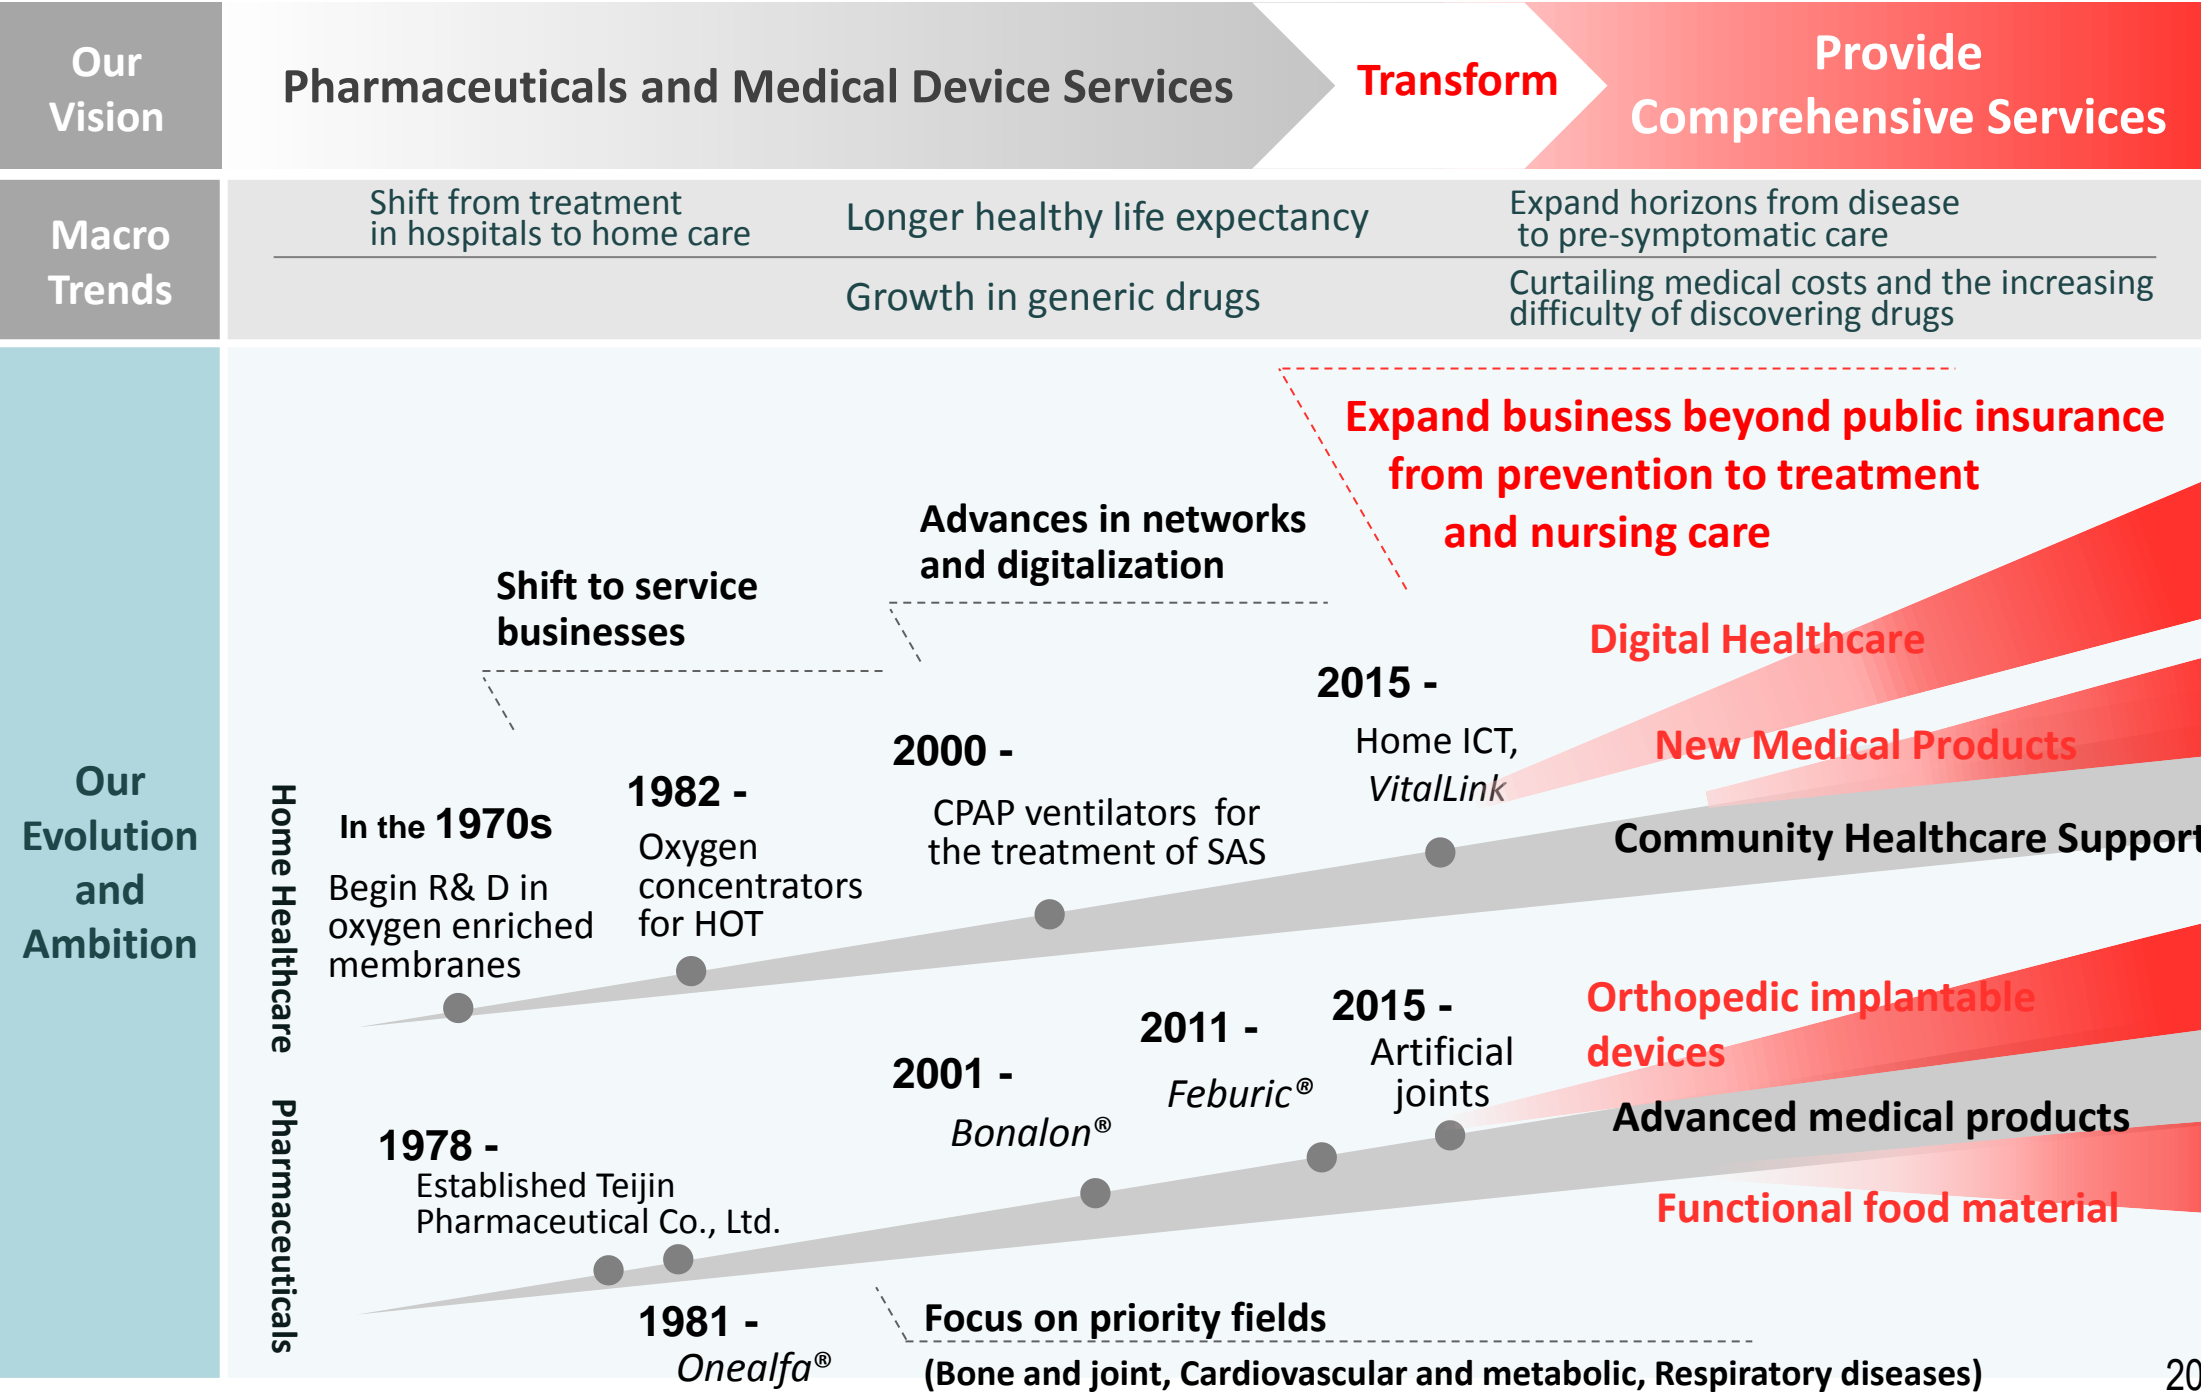 Our
Vision
Pharmaceuticals and Medical Device Services
Transform
Provide
Comprehensive Services
Macro
Trends
Shift from treatment
in hospitals to home care
Longer healthy life expectancy
Expand horizons from disease
to pre-symptomatic care
Growth in generic drugs
Curtailing medical costs and the increasing
difficulty of discovering drugs
Our
Evolution
and
Ambition
Expand business beyond public insurance
from prevention to treatment
and nursing care
Advances in networks
and digitalization
Shift to service
businesses
Home Healthcare
In the 1970s
Begin R& D in
oxygen enriched
membranes
1982 -
Oxygen
concentrators
for HOT
2000 -
CPAP ventilators for
the treatment of SAS
2015 -
Home ICT,
VitalLink
Digital Healthcare
New Medical Products
Community Healthcare Support
Pharmaceuticals
1978 -
Established Teijin
Pharmaceutical Co., Ltd.
1981 -
Onealfa®
2001 -
Bonalon®
2011 -
Feburic®
2015 -
Artificial
joints
Orthopedic implantable
devices
Advanced medical products
Functional food material
Focus on priority fields
(Bone and joint, Cardiovascular and metabolic, Respiratory diseases)
20